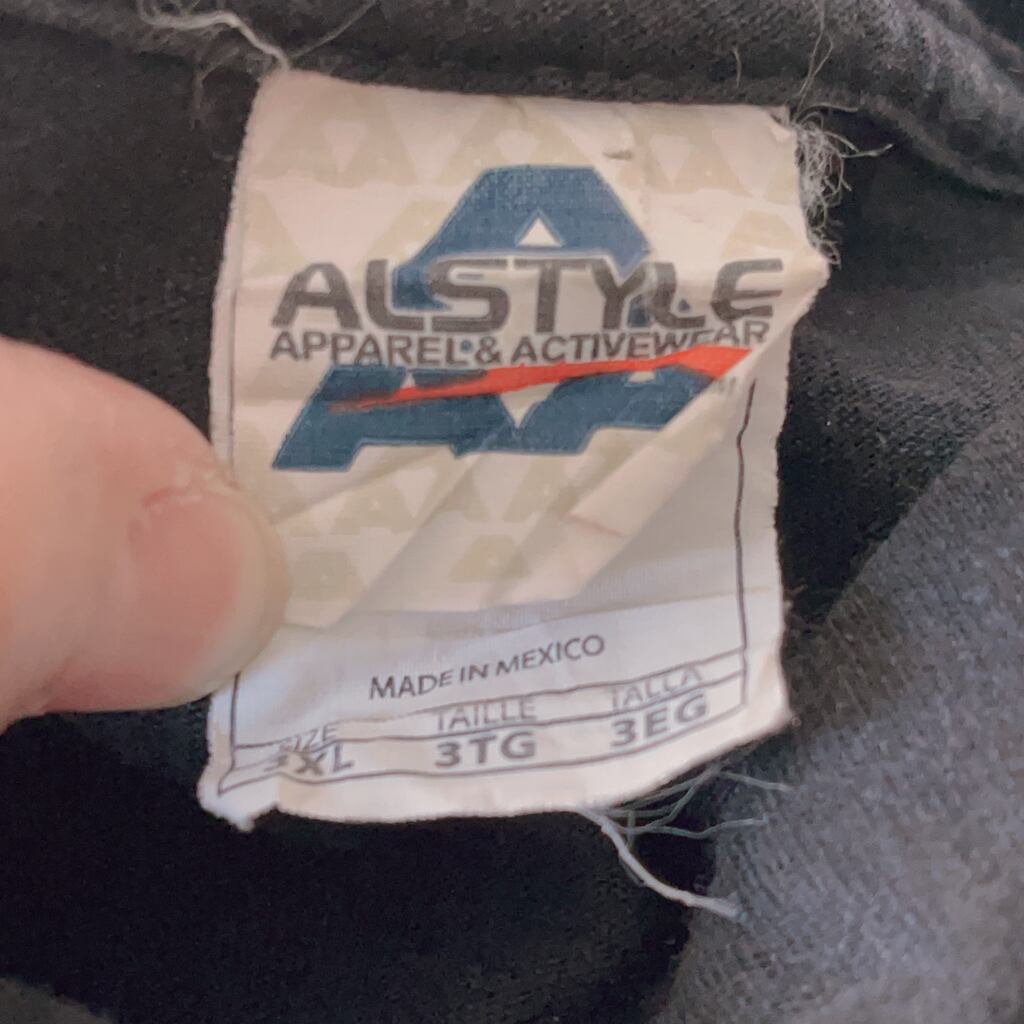 ALSTYLE
APPAREL & ACTIVEWEAR
MADE IN MEXICO
SIZE TAILLE TALLA
3XL 3TG 3EG